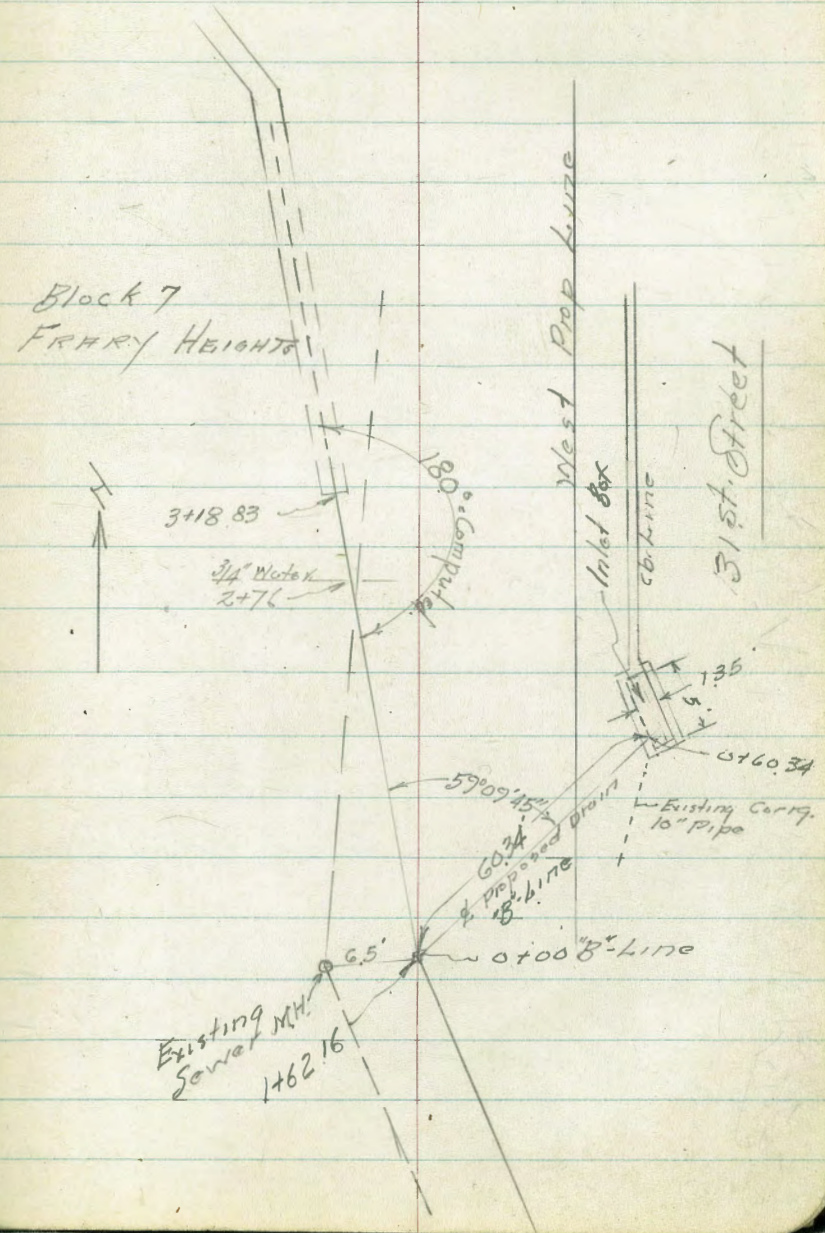 Block 7
FRARY HEIGHTS
West Prop Line
31st. Street
Inlet Box
cb. Line
N
3+18.83
180° Computed
3/4" Water
2+76
1.35
5'
0+60.34
59°09'45"
Existing Corrg.
10" Pipe
60.34
℄ Proposed Drain
"B"-Line
6.5'
0+00 "B"-Line
Existing
Sewer M.H.
1+62.16